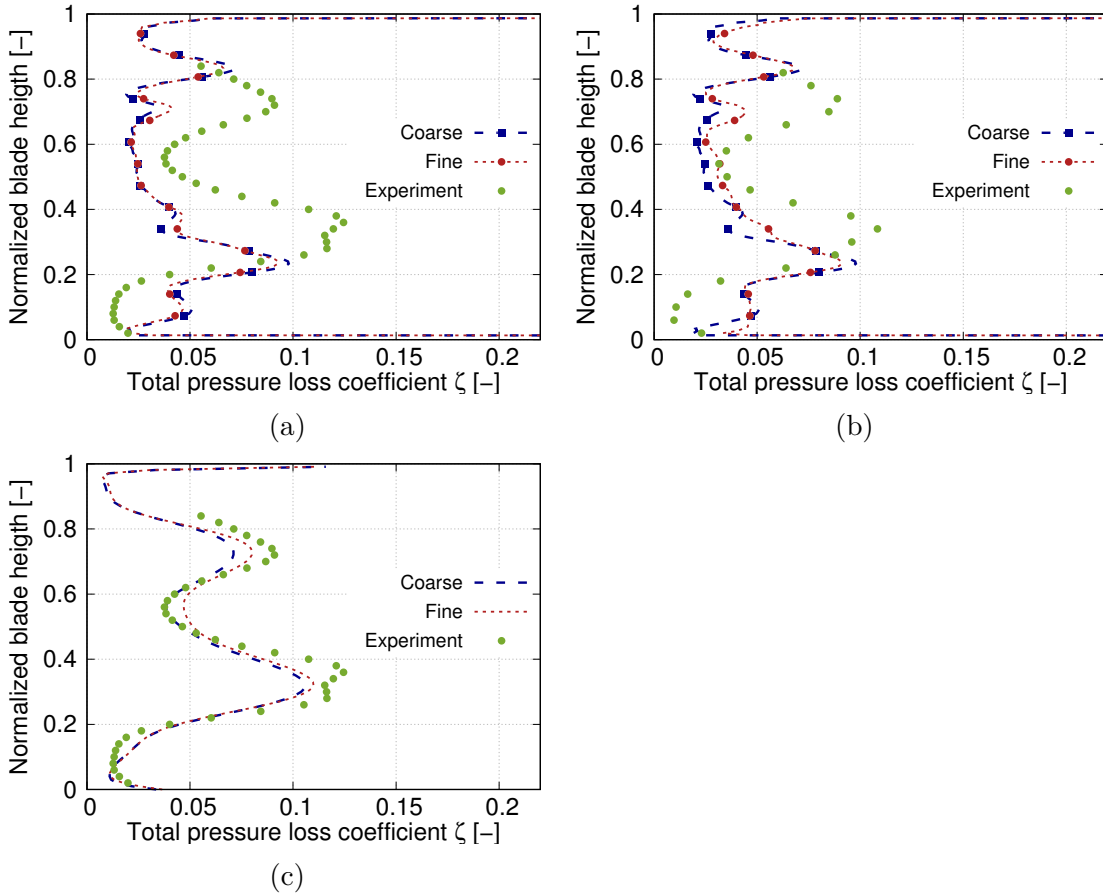 1
0.8
0.6
0.4
0.2
0
Normalized blade heigth [−]
Coarse
Fine
Experiment
0 0.05 0.1 0.15 0.2
Total pressure loss coefficient ζ [−]
(a)
1
0.8
0.6
0.4
0.2
0
Normalized blade heigth [−]
Coarse
Fine
Experiment
0 0.05 0.1 0.15 0.2
Total pressure loss coefficient ζ [−]
(b)
1
0.8
0.6
0.4
0.2
0
Normalized blade heigth [−]
Coarse
Fine
Experiment
0 0.05 0.1 0.15 0.2
Total pressure loss coefficient ζ [−]
(c)